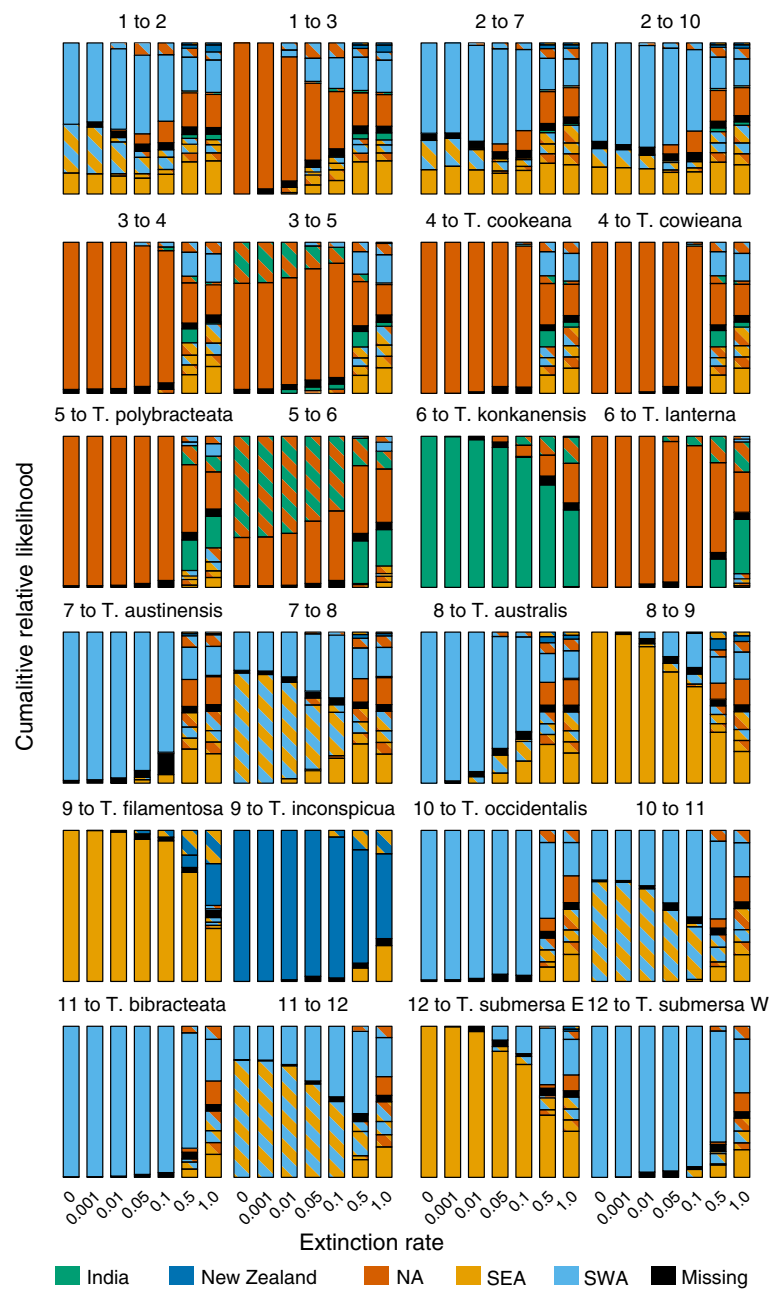 1 to 2
1 to 3
2 to 7
2 to 10
3 to 4
3 to 5
4 to T. cookeana
4 to T. cowieana
5 to T. polybracteata
5 to 6
6 to T. konkanensis
6 to T. lanterna
7 to T. austinensis
7 to 8
8 to T. australis
8 to 9
9 to T. filamentosa
9 to T. inconspicua
10 to T. occidentalis
10 to 11
11 to T. bibracteata
11 to 12
12 to T. submersa E
12 to T. submersa W
Cumalitive relative likelihood
0 0.001 0.01 0.05 0.1 0.5 1.0
0 0.001 0.01 0.05 0.1 0.5 1.0
0 0.001 0.01 0.05 0.1 0.5 1.0
0 0.001 0.01 0.05 0.1 0.5 1.0
Extinction rate
India New Zealand NA SEA SWA Missing